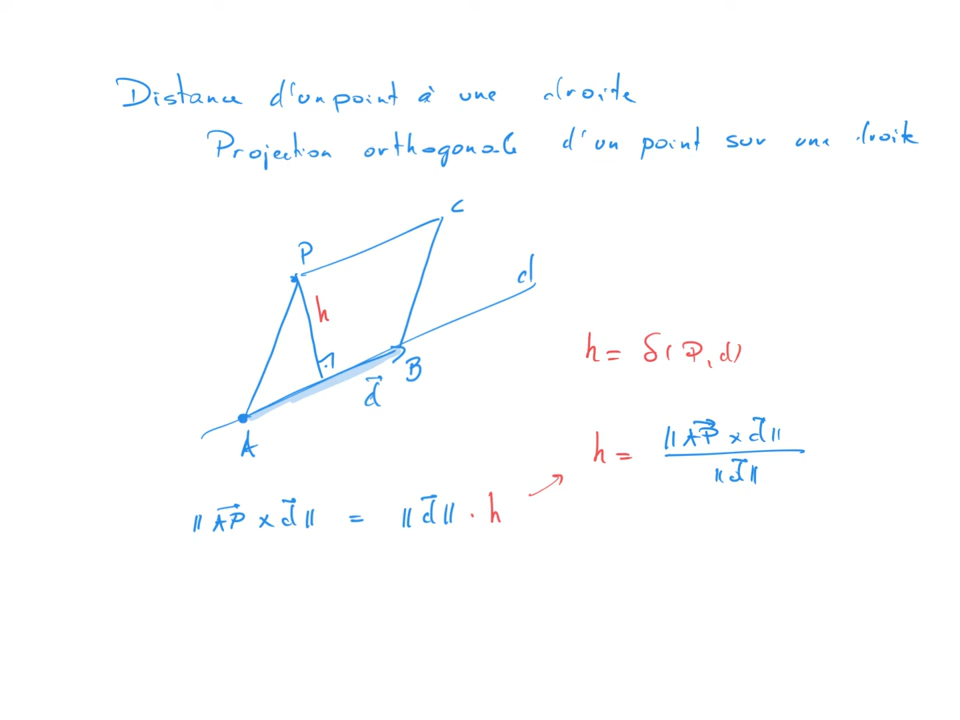 Distance d'un point à une droite
Projection orthogonale d'un point sur une droite
C
P
d
h
B
d⃗
A
h = δ(P, d)
h = ‖AP⃗ × d⃗‖ / ‖d⃗‖
‖AP⃗ × d⃗‖ = ‖d⃗‖ · h